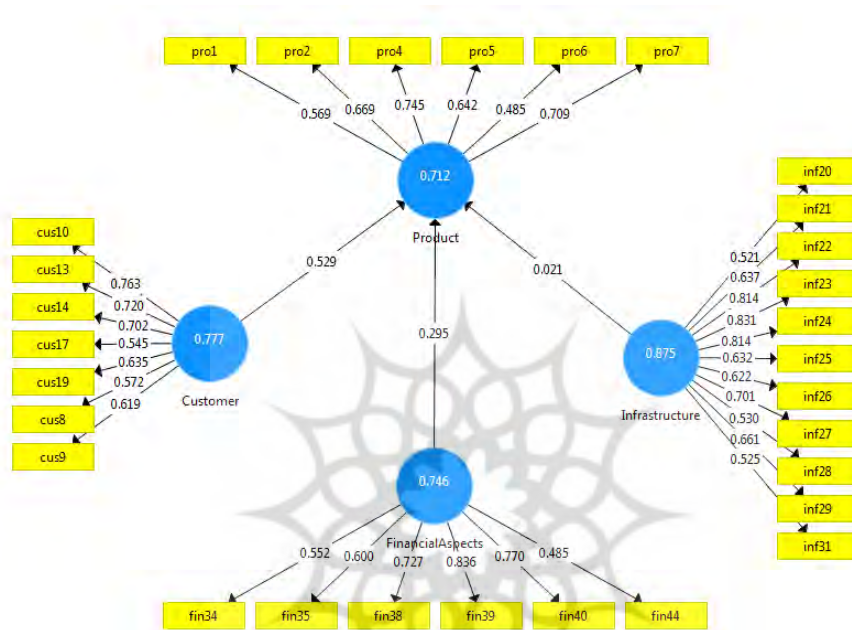 pro1 pro2 pro4 pro5 pro6 pro7
0.569 0.669 0.745 0.642 0.485 0.709
0.712
Product
cus10
cus13
cus14
cus17
cus19
cus8
cus9
0.763
0.720
0.702
0.545
0.635
0.572
0.619
0.777
Customer
0.529
0.295
0.021
0.875
Infrastructure
0.521
0.637
0.814
0.831
0.814
0.632
0.622
0.701
0.530
0.661
0.525
inf20
inf21
inf22
inf23
inf24
inf25
inf26
inf27
inf28
inf29
inf31
0.746
FinancialAspects
0.552 0.600 0.727 0.836 0.770 0.485
fin34 fin35 fin38 fin39 fin40 fin44